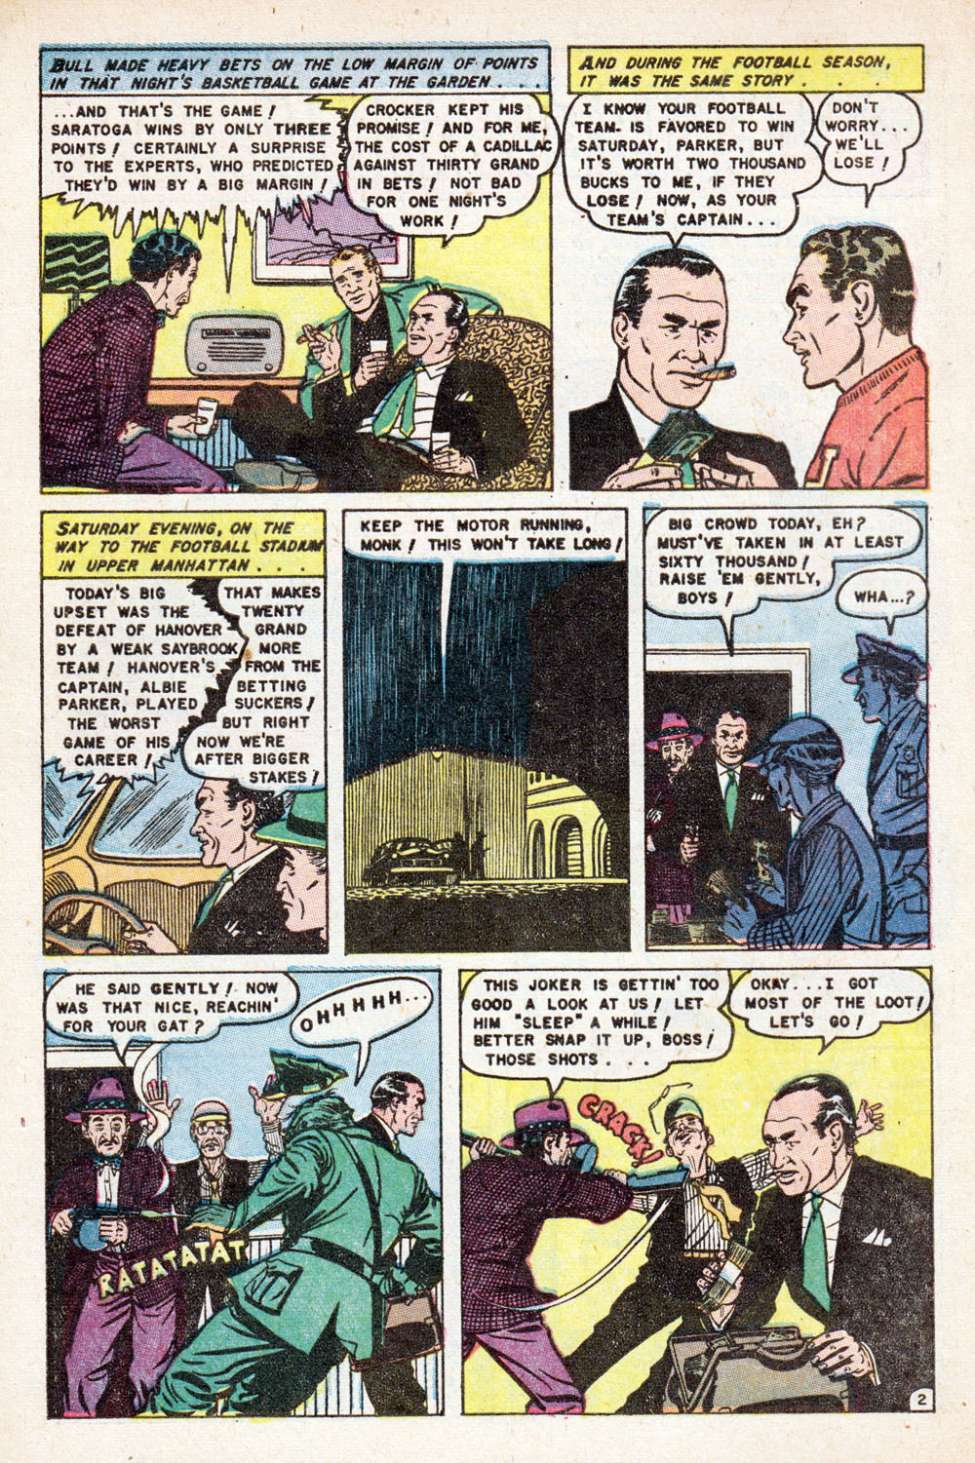 BULL MADE HEAVY BETS ON THE LOW MARGIN OF POINTS
IN THAT NIGHT'S BASKETBALL GAME AT THE GARDEN . . .
...AND THAT'S THE GAME!
SARATOGA WINS BY ONLY THREE
POINTS! CERTAINLY A SURPRISE
TO THE EXPERTS, WHO PREDICTED
THEY'D WIN BY A BIG MARGIN!
CROCKER KEPT HIS
PROMISE! AND FOR ME,
THE COST OF A CADILLAC
AGAINST THIRTY GRAND
IN BETS! NOT BAD
FOR ONE NIGHT'S
WORK!
AND DURING THE FOOTBALL SEASON,
IT WAS THE SAME STORY . . . .
I KNOW YOUR FOOTBALL
TEAM IS FAVORED TO WIN
SATURDAY, PARKER, BUT
IT'S WORTH TWO THOUSAND
BUCKS TO ME, IF THEY
LOSE! NOW, AS YOUR
TEAM'S CAPTAIN . . .
DON'T
WORRY...
WE'LL
LOSE!
SATURDAY EVENING, ON THE
WAY TO THE FOOTBALL STADIUM
IN UPPER MANHATTAN . . .
TODAY'S BIG
UPSET WAS THE
DEFEAT OF HANOVER
BY A WEAK SAYBROOK
TEAM! HANOVER'S
CAPTAIN, ALBIE
PARKER, PLAYED
THE WORST
GAME OF HIS
CAREER!
THAT MAKES
TWENTY
GRAND
MORE
FROM THE
BETTING
SUCKERS!
BUT RIGHT
NOW WE'RE
AFTER BIGGER
STAKES!
KEEP THE MOTOR RUNNING,
MONK! THIS WON'T TAKE LONG!
BIG CROWD TODAY, EH?
MUST'VE TAKEN IN AT LEAST
SIXTY THOUSAND!
RAISE 'EM GENTLY,
BOYS!
WHA...?
HE SAID GENTLY! NOW
WAS THAT NICE, REACHIN'
FOR YOUR GAT?
OHHHHH...
RATATATAT
THIS JOKER IS GETTIN' TOO
GOOD A LOOK AT US! LET
HIM "SLEEP" A WHILE!
BETTER SNAP IT UP, BOSS!
THOSE SHOTS . . .
OKAY...I GOT
MOST OF THE LOOT!
LET'S GO!
CRACK!
2